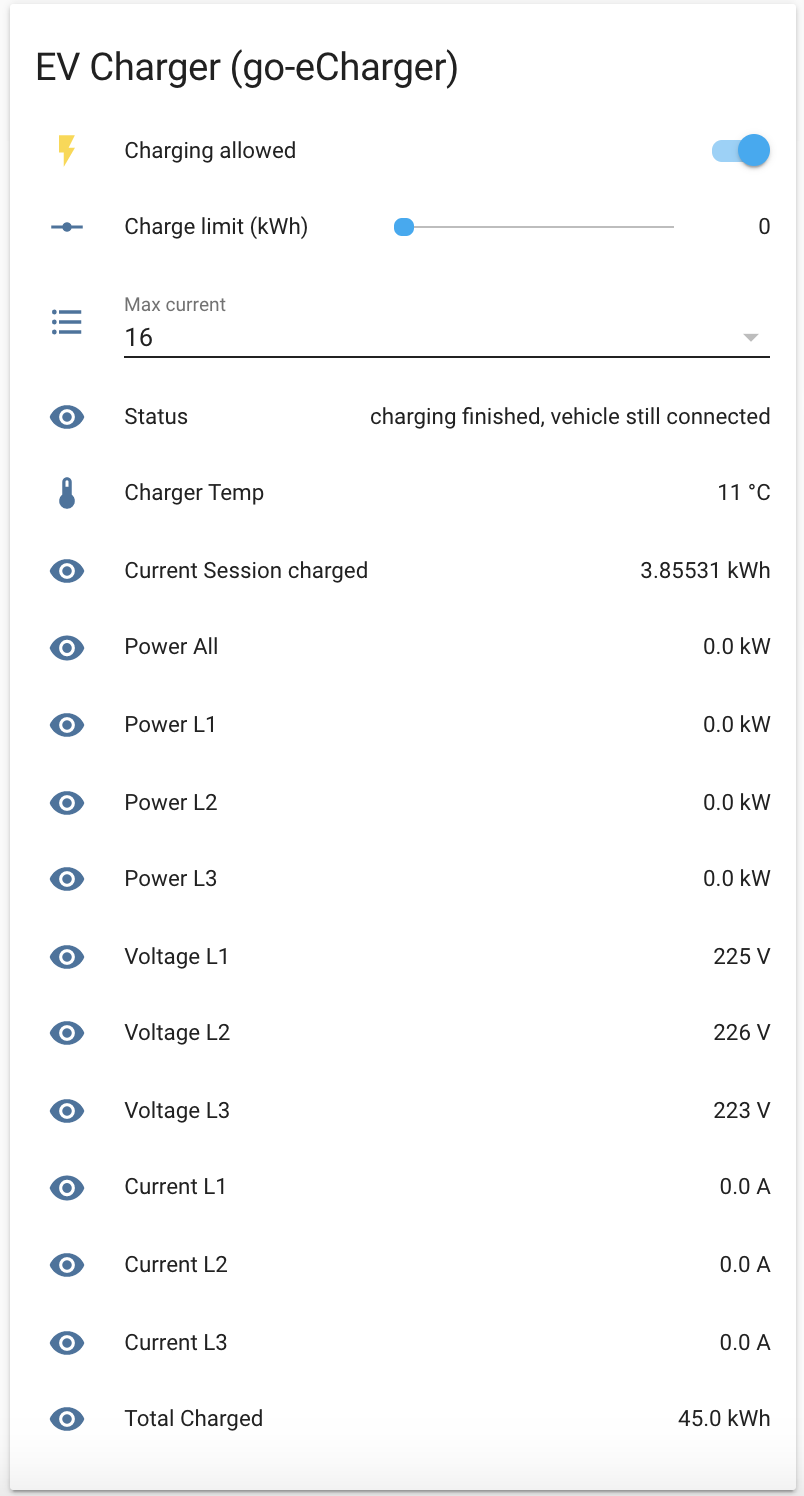 EV Charger (go-eCharger)
Charging allowed
Charge limit (kWh) 0
Max current
16
Status charging finished, vehicle still connected
Charger Temp 11 °C
Current Session charged 3.85531 kWh
Power All 0.0 kW
Power L1 0.0 kW
Power L2 0.0 kW
Power L3 0.0 kW
Voltage L1 225 V
Voltage L2 226 V
Voltage L3 223 V
Current L1 0.0 A
Current L2 0.0 A
Current L3 0.0 A
Total Charged 45.0 kWh